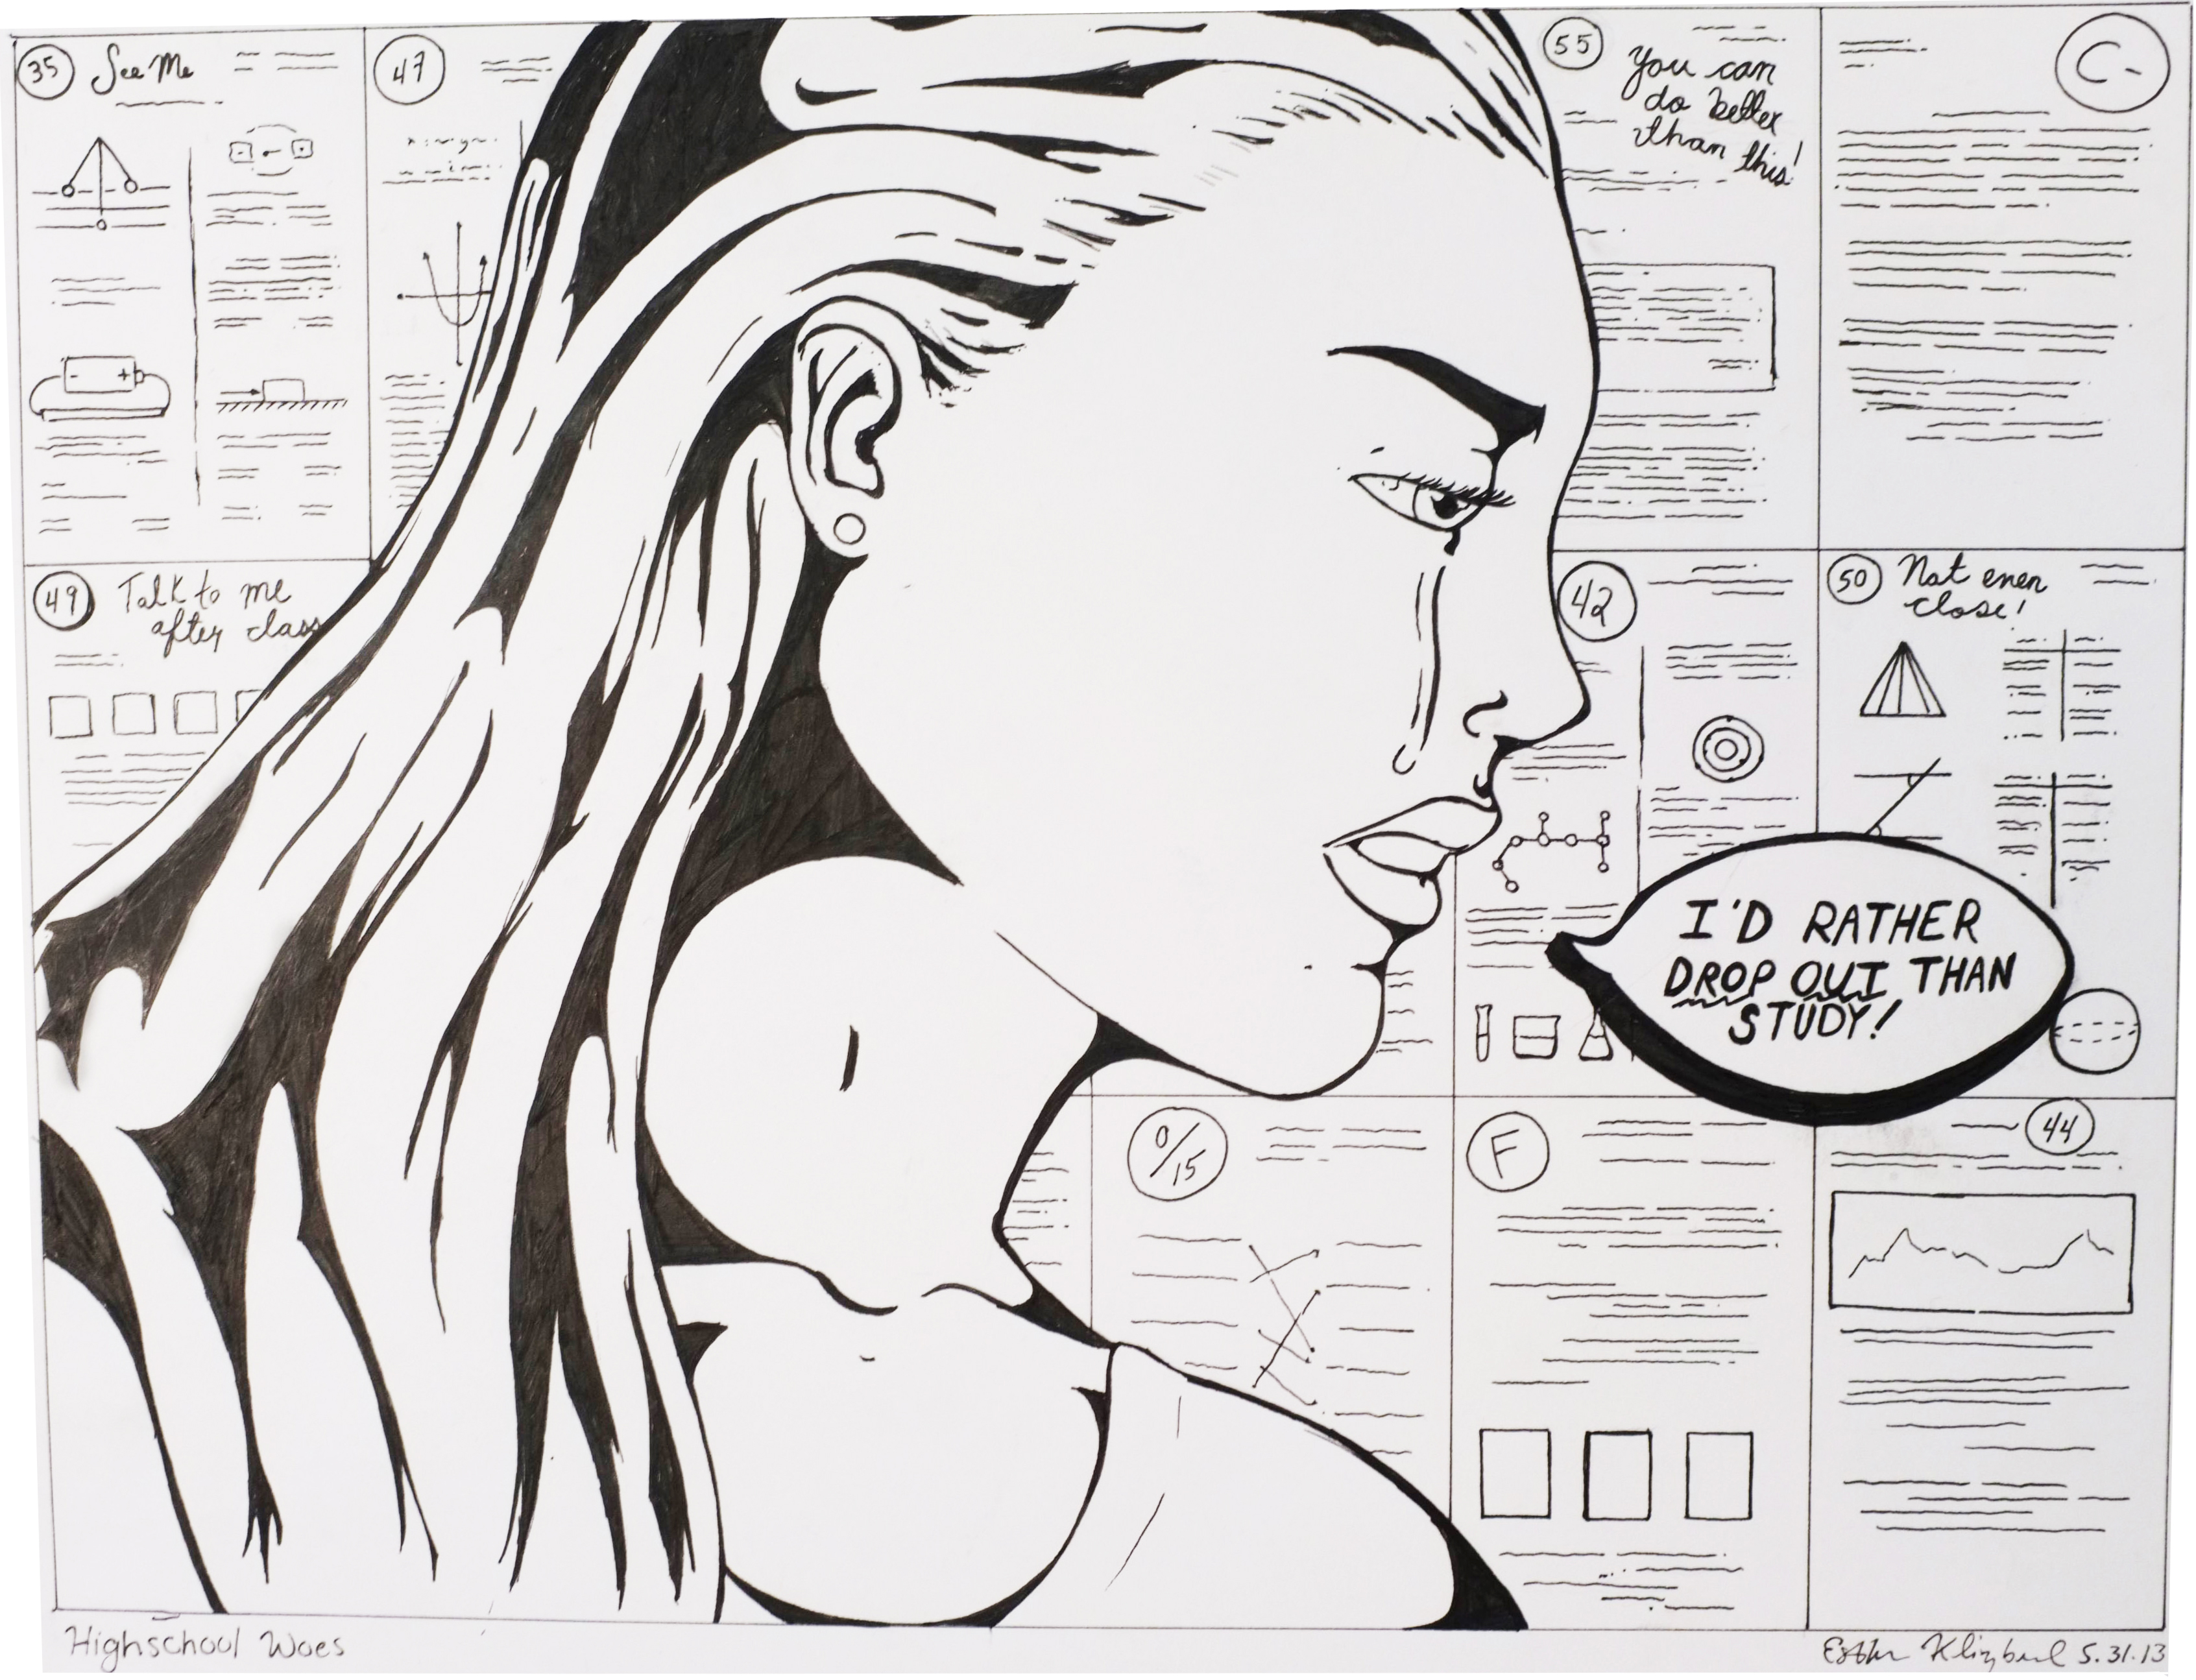 35
See Me
47
55
You can
do better
than this!
C-
49
Talk to me
after class
42
50
Not even
close!
I'D RATHER
DROP OUT THAN
STUDY!
0/15
F
44
Highschool Woes
5.31.13